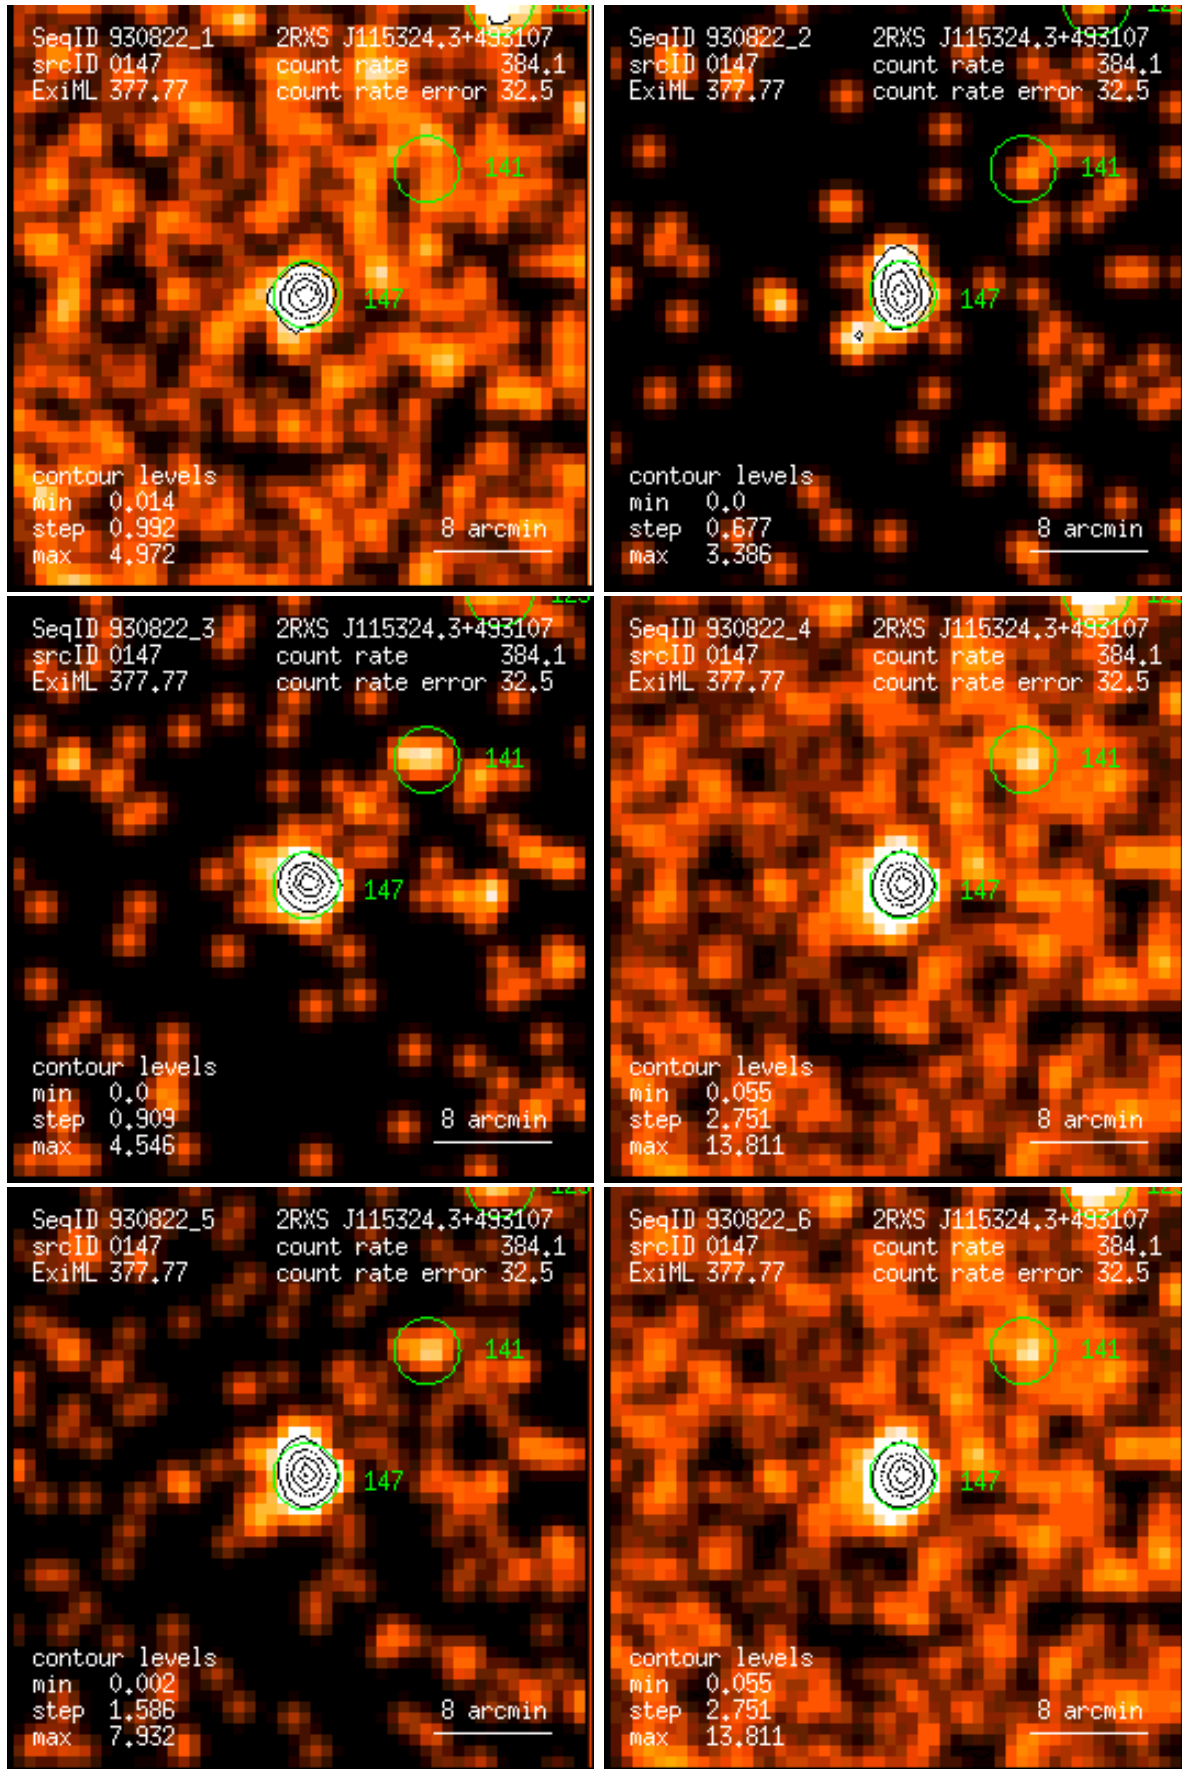 SeqID 930822_1 2RXS J115324.3+493107
srcID 0147 count rate 384.1
ExiML 377.77 count rate error 32.5
141
147
contour levels
min 0.014
step 0.992 8 arcmin
max 4.972
SeqID 930822_2 2RXS J115324.3+493107
srcID 0147 count rate 384.1
ExiML 377.77 count rate error 32.5
141
147
contour levels
min 0.0
step 0.677 8 arcmin
max 3.386
SeqID 930822_3 2RXS J115324.3+493107
srcID 0147 count rate 384.1
ExiML 377.77 count rate error 32.5
141
147
contour levels
min 0.0
step 0.909 8 arcmin
max 4.546
SeqID 930822_4 2RXS J115324.3+493107
srcID 0147 count rate 384.1
ExiML 377.77 count rate error 32.5
141
147
contour levels
min 0.055
step 2.751 8 arcmin
max 13.811
SeqID 930822_5 2RXS J115324.3+493107
srcID 0147 count rate 384.1
ExiML 377.77 count rate error 32.5
141
147
contour levels
min 0.002
step 1.586 8 arcmin
max 7.932
SeqID 930822_6 2RXS J115324.3+493107
srcID 0147 count rate 384.1
ExiML 377.77 count rate error 32.5
141
147
contour levels
min 0.055
step 2.751 8 arcmin
max 13.811